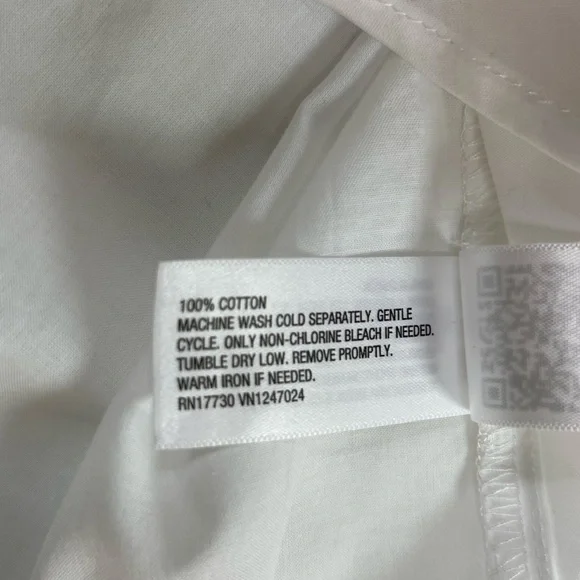 100% COTTON
MACHINE WASH COLD SEPARATELY. GENTLE
CYCLE. ONLY NON-CHLORINE BLEACH IF NEEDED.
TUMBLE DRY LOW. REMOVE PROMPTLY.
WARM IRON IF NEEDED.
RN17730 VN1247024